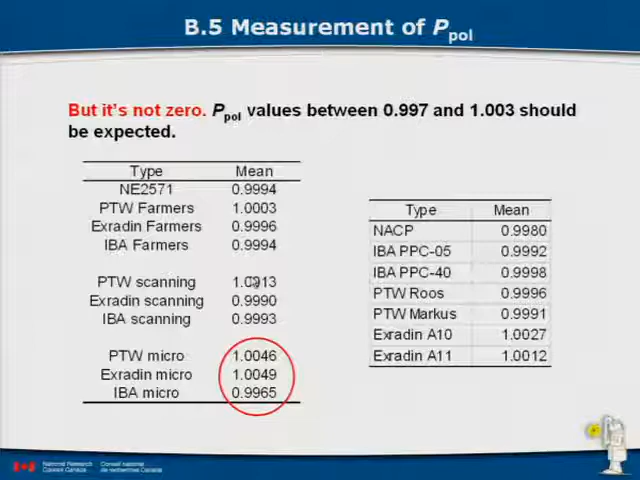 B.5 Measurement of Ppol
But it's not zero. Ppol values between 0.997 and 1.003 should
be expected.
Type Mean
NE2571 0.9994
PTW Farmers 1.0003
Exradin Farmers 0.9996
IBA Farmers 0.9994
PTW scanning 1.0013
Exradin scanning 0.9990
IBA scanning 0.9993
PTW micro 1.0046
Exradin micro 1.0049
IBA micro 0.9965
Type Mean
NACP 0.9980
IBA PPC-05 0.9992
IBA PPC-40 0.9998
PTW Roos 0.9996
PTW Markus 0.9991
Exradin A10 1.0027
Exradin A11 1.0012
National Research Conseil national
Council Canada de recherches Canada